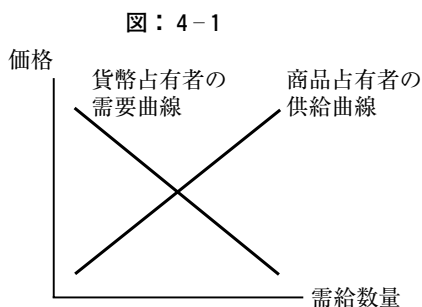 図：4−1
価格
貨幣占有者の
需要曲線
商品占有者の
供給曲線
需給数量